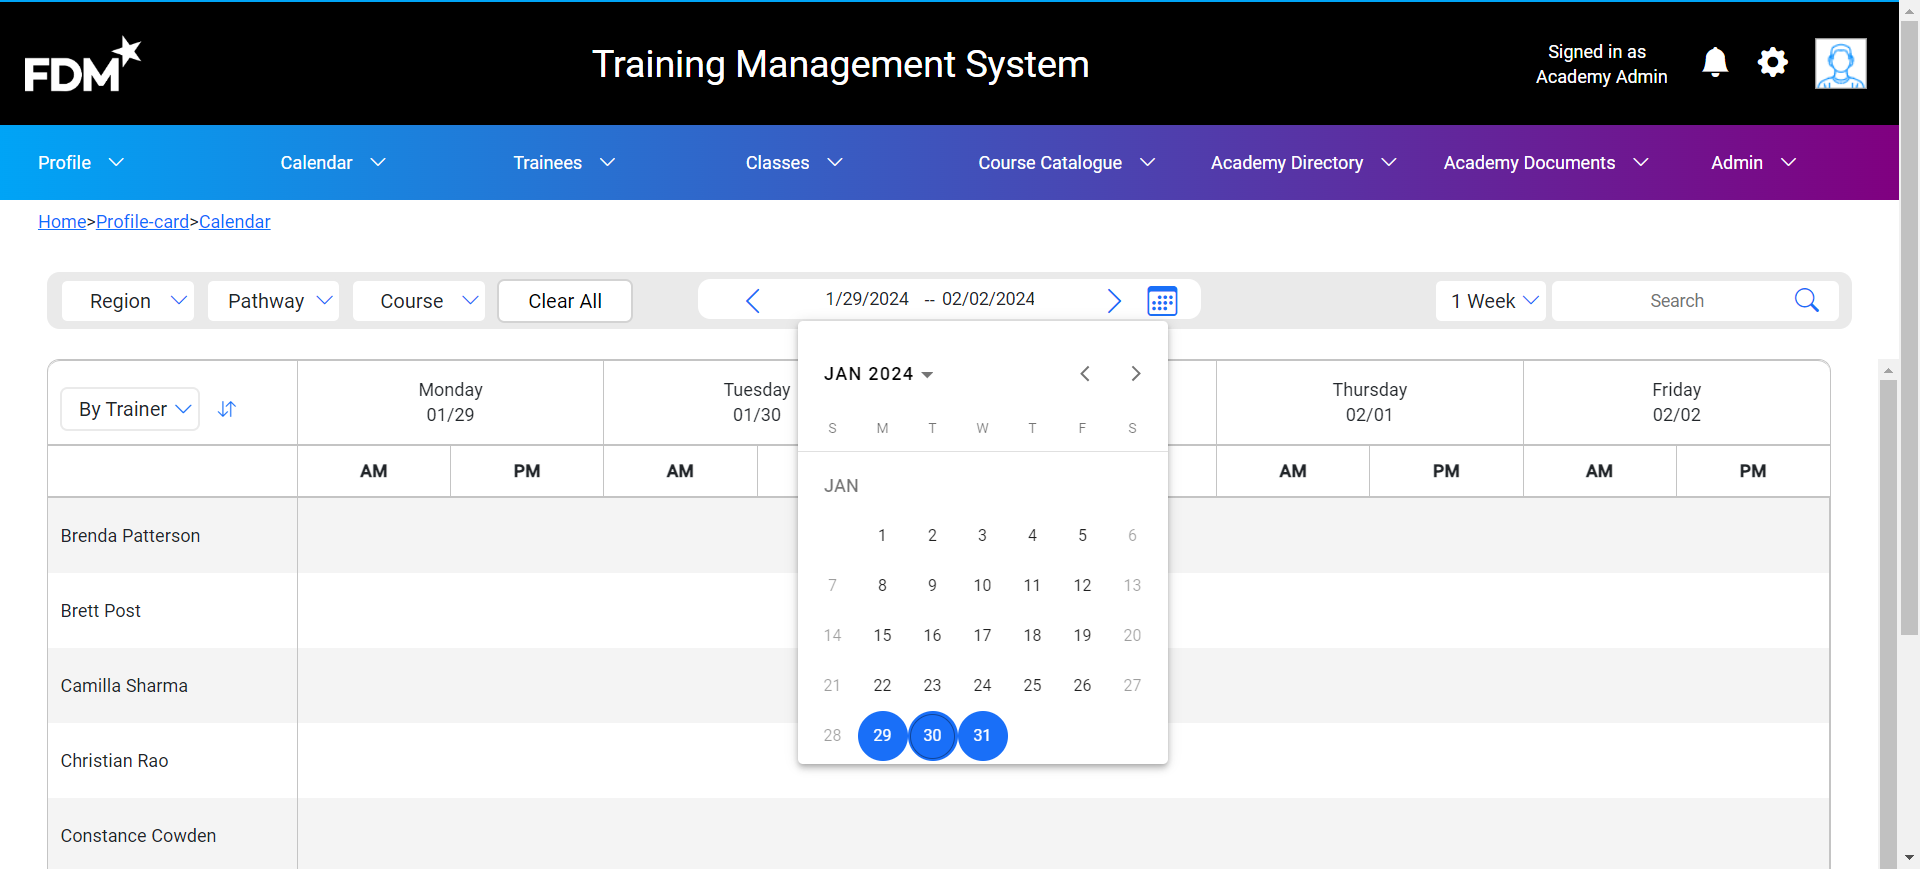 FDM
Training Management System
Signed in as
Academy Admin
Profile Calendar Trainees Classes Course Catalogue Academy Directory Academy Documents Admin
Home>Profile-card>Calendar
Region Pathway Course Clear All 1/29/2024 -- 02/02/2024 1 Week Search
By Trainer
Monday
01/29
Tuesday
01/30
Thursday
02/01
Friday
02/02
AM PM AM AM PM AM PM
JAN 2024
S M T W T F S
JAN
1 2 3 4 5 6
7 8 9 10 11 12 13
14 15 16 17 18 19 20
21 22 23 24 25 26 27
28 29 30 31
Brenda Patterson
Brett Post
Camilla Sharma
Christian Rao
Constance Cowden